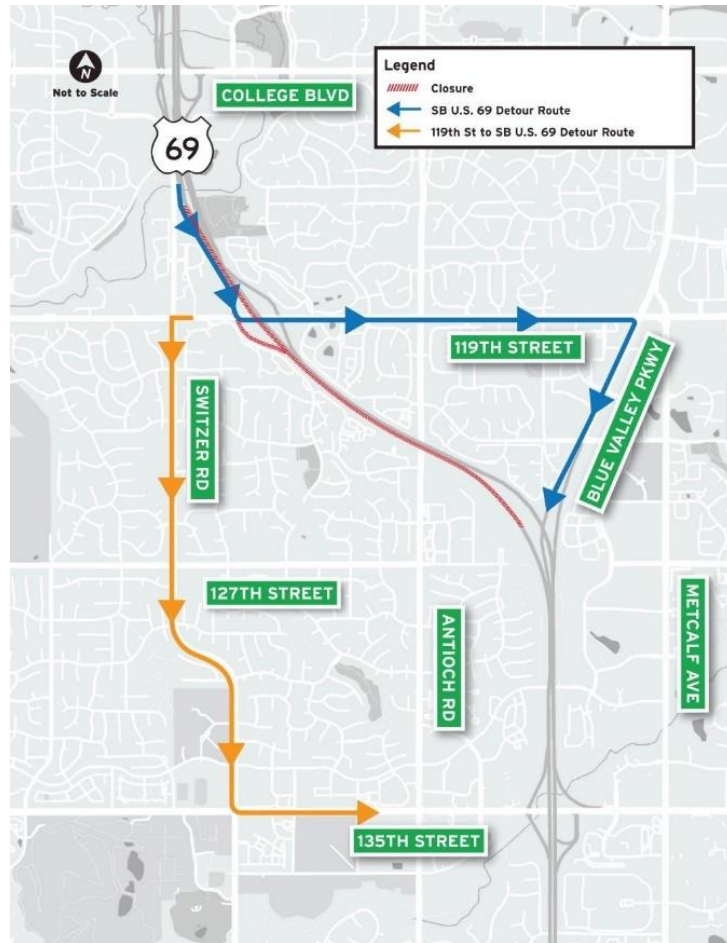 N
Not to Scale
COLLEGE BLVD
Legend
Closure
SB U.S. 69 Detour Route
119th St to SB U.S. 69 Detour Route
69
119TH STREET
BLUE VALLEY PKWY
SWITZER RD
127TH STREET
ANTIOCH RD
METCALF AVE
135TH STREET